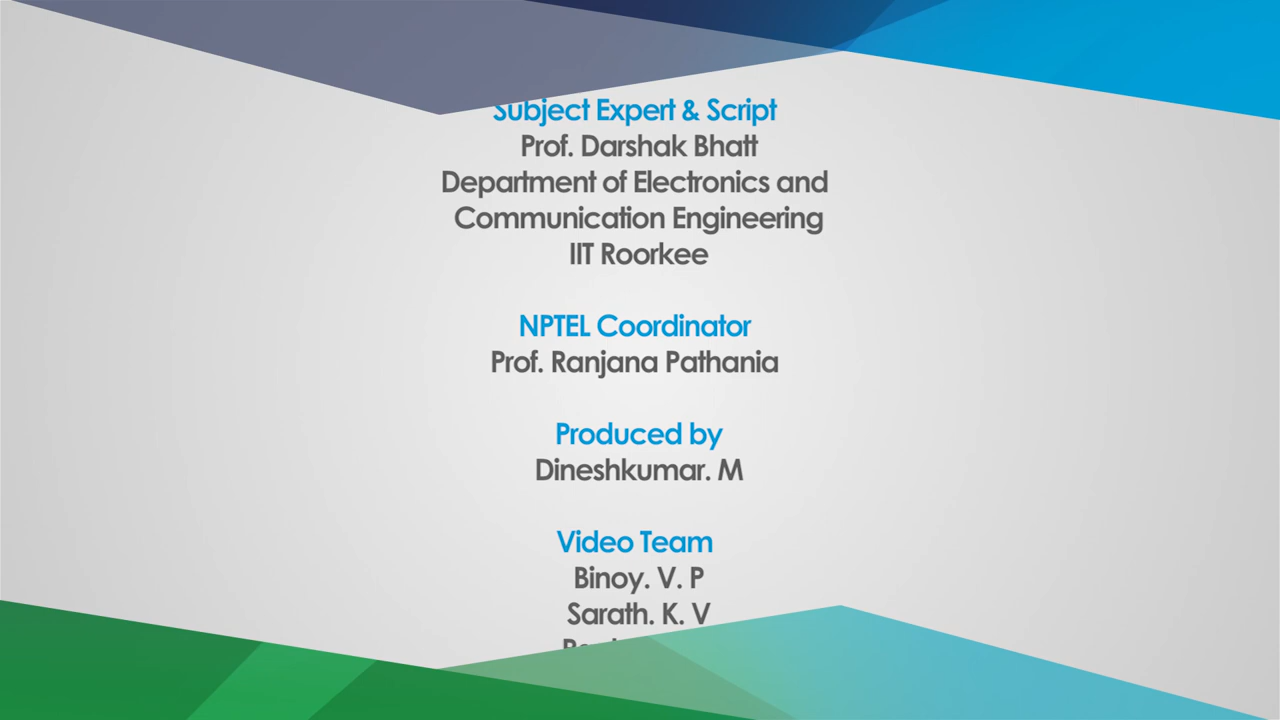 Subject Expert & Script
Prof. Darshak Bhatt
Department of Electronics and
Communication Engineering
IIT Roorkee
NPTEL Coordinator
Prof. Ranjana Pathania
Produced by
Dineshkumar. M
Video Team
Binoy. V. P
Sarath. K. V